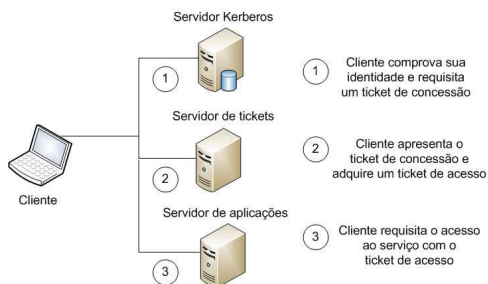 Servidor Kerberos
1
1
Cliente comprova sua
identidade e requisita
um ticket de concessão
Servidor de tickets
2
2
Cliente apresenta o
ticket de concessão e
adquire um ticket de acesso
Cliente
Servidor de aplicações
3
3
Cliente requisita o acesso
ao serviço com o
ticket de acesso